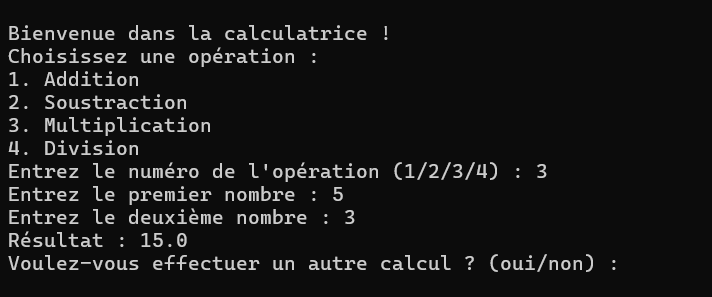 Bienvenue dans la calculatrice !
Choisissez une opération :
1. Addition
2. Soustraction
3. Multiplication
4. Division
Entrez le numéro de l'opération (1/2/3/4) : 3
Entrez le premier nombre : 5
Entrez le deuxième nombre : 3
Résultat : 15.0
Voulez-vous effectuer un autre calcul ? (oui/non) :